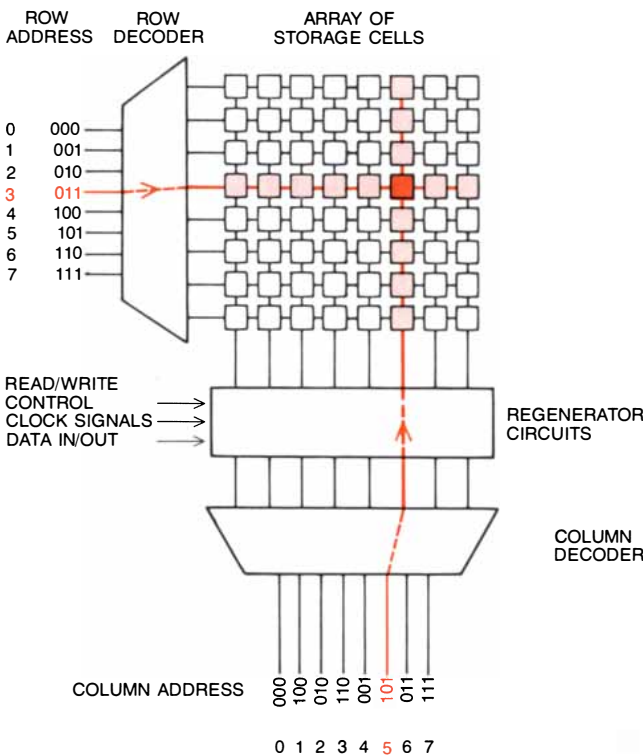 ROW ADDRESS
ROW DECODER
ARRAY OF STORAGE CELLS
0 000
1 001
2 010
3 011
4 100
5 101
6 110
7 111
READ/WRITE
CONTROL
CLOCK SIGNALS
DATA IN/OUT
REGENERATOR
CIRCUITS
COLUMN
DECODER
COLUMN ADDRESS 000 100 010 110 001 101 011 111
0 1 2 3 4 5 6 7